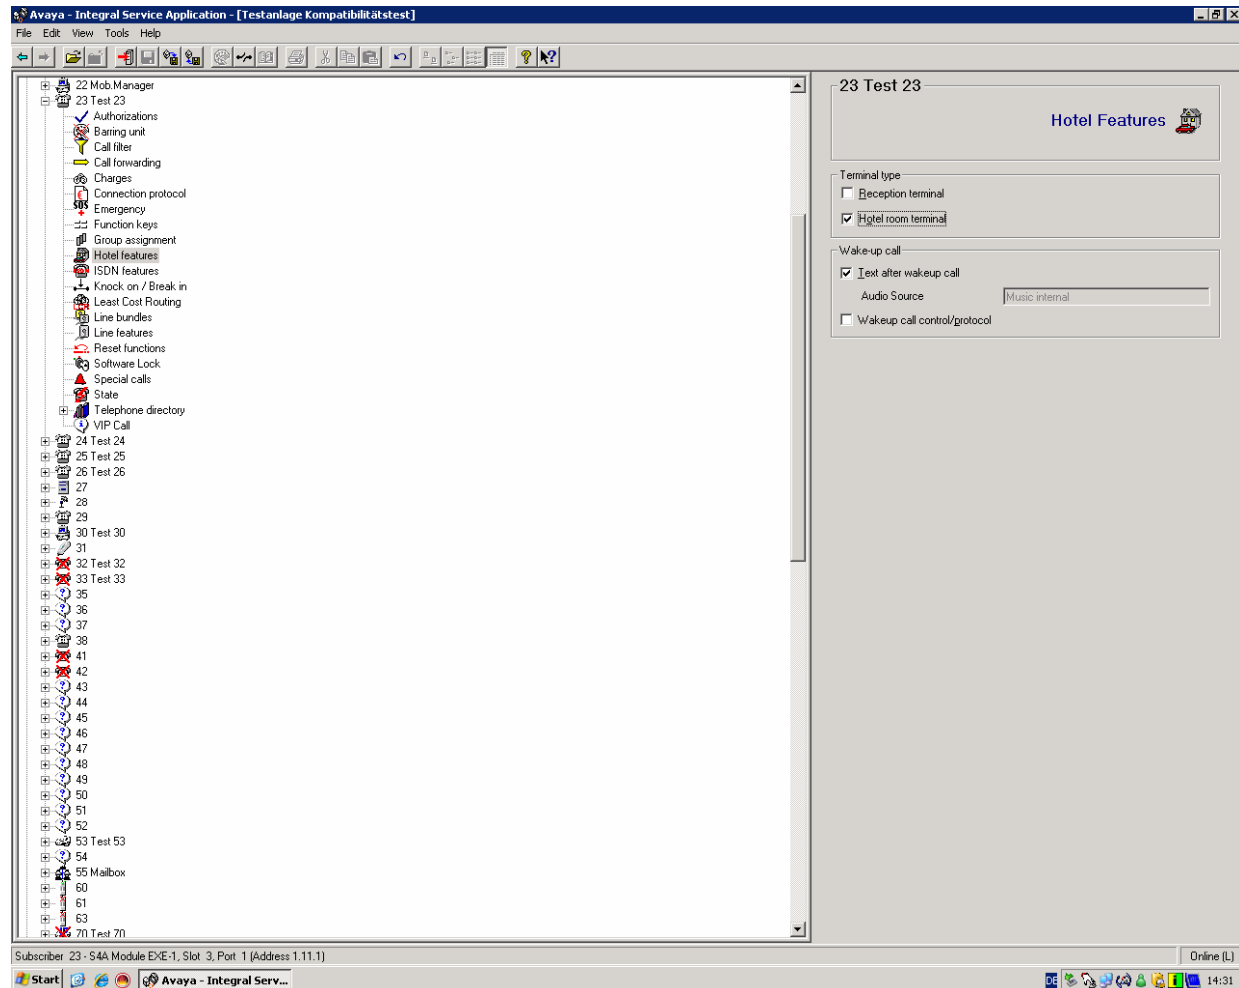 Avaya - Integral Service Application - [Testanlage Kompatibilitätstest]
File Edit View Tools Help
22 Mob.Manager
23 Test 23
Authorizations
Barring unit
Call filter
Call forwarding
Charges
Connection protocol
SOS Emergency
Function keys
Group assignment
Hotel features
ISDN features
Knock on / Break in
Least Cost Routing
Line bundles
Line features
Reset functions
Software Lock
Special calls
State
Telephone directory
VIP Call
24 Test 24
25 Test 25
26 Test 26
27
28
29
30 Test 30
31
32 Test 32
33 Test 33
35
36
37
38
41
42
43
44
45
46
47
48
49
50
51
52
53 Test 53
54
55 Mailbox
60
61
63
70 Test 70
23 Test 23
Hotel Features
Terminal type
Reception terminal
Hotel room terminal
Wake-up call
Text after wakeup call
Audio Source Music internal
Wakeup call control/protocol
Subscriber 23 - S4A Module EXE-1, Slot 3, Port 1 (Address 1.11.1)
Online (L)
Start
Avaya - Integral Serv...
DE
14:31